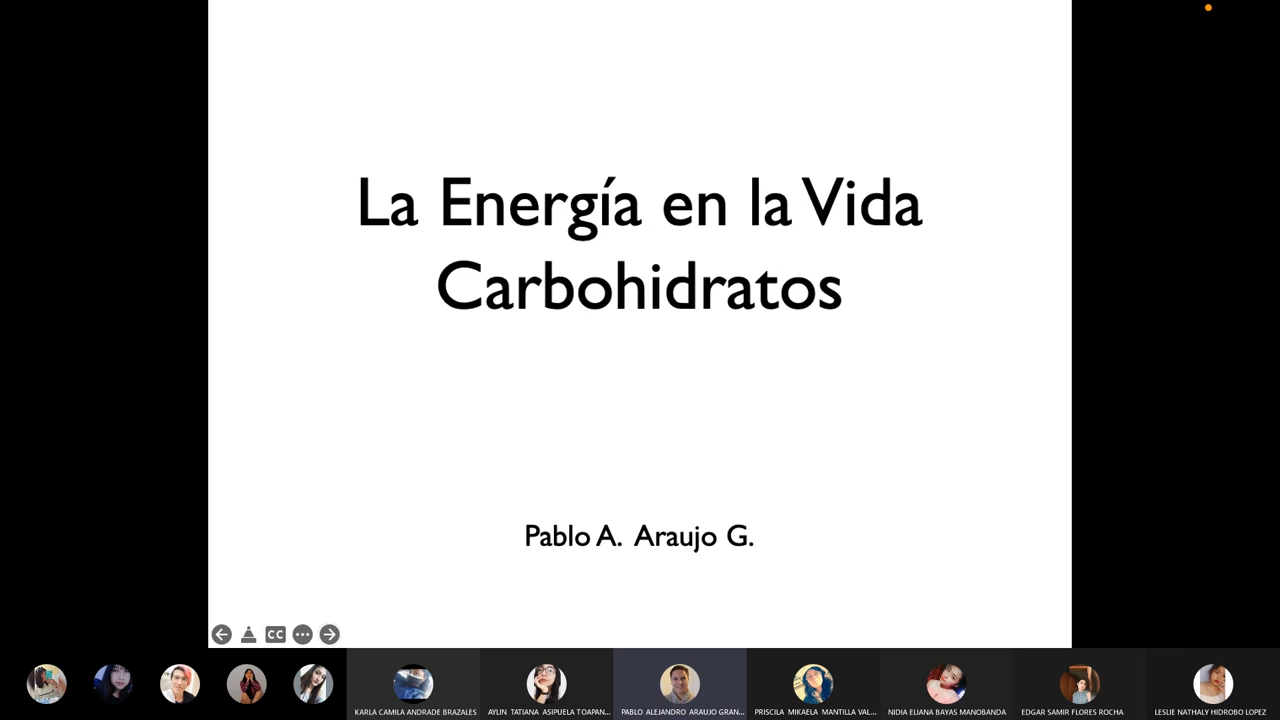 La Energía en la Vida
Carbohidratos
Pablo A. Araujo G.
CC
KARLA CAMILA ANDRADE BRAZALES
AYLIN TATIANA ASIPUELA TOAPAN...
PABLO ALEJANDRO ARAUJO GRAN...
PRISCILA MIKAELA MANTILLA VAL...
NIDIA ELIANA BAYAS MANOBANDA
EDGAR SAMIR FLORES ROCHA
LESLIE NATHALY HIDROBO LOPEZ